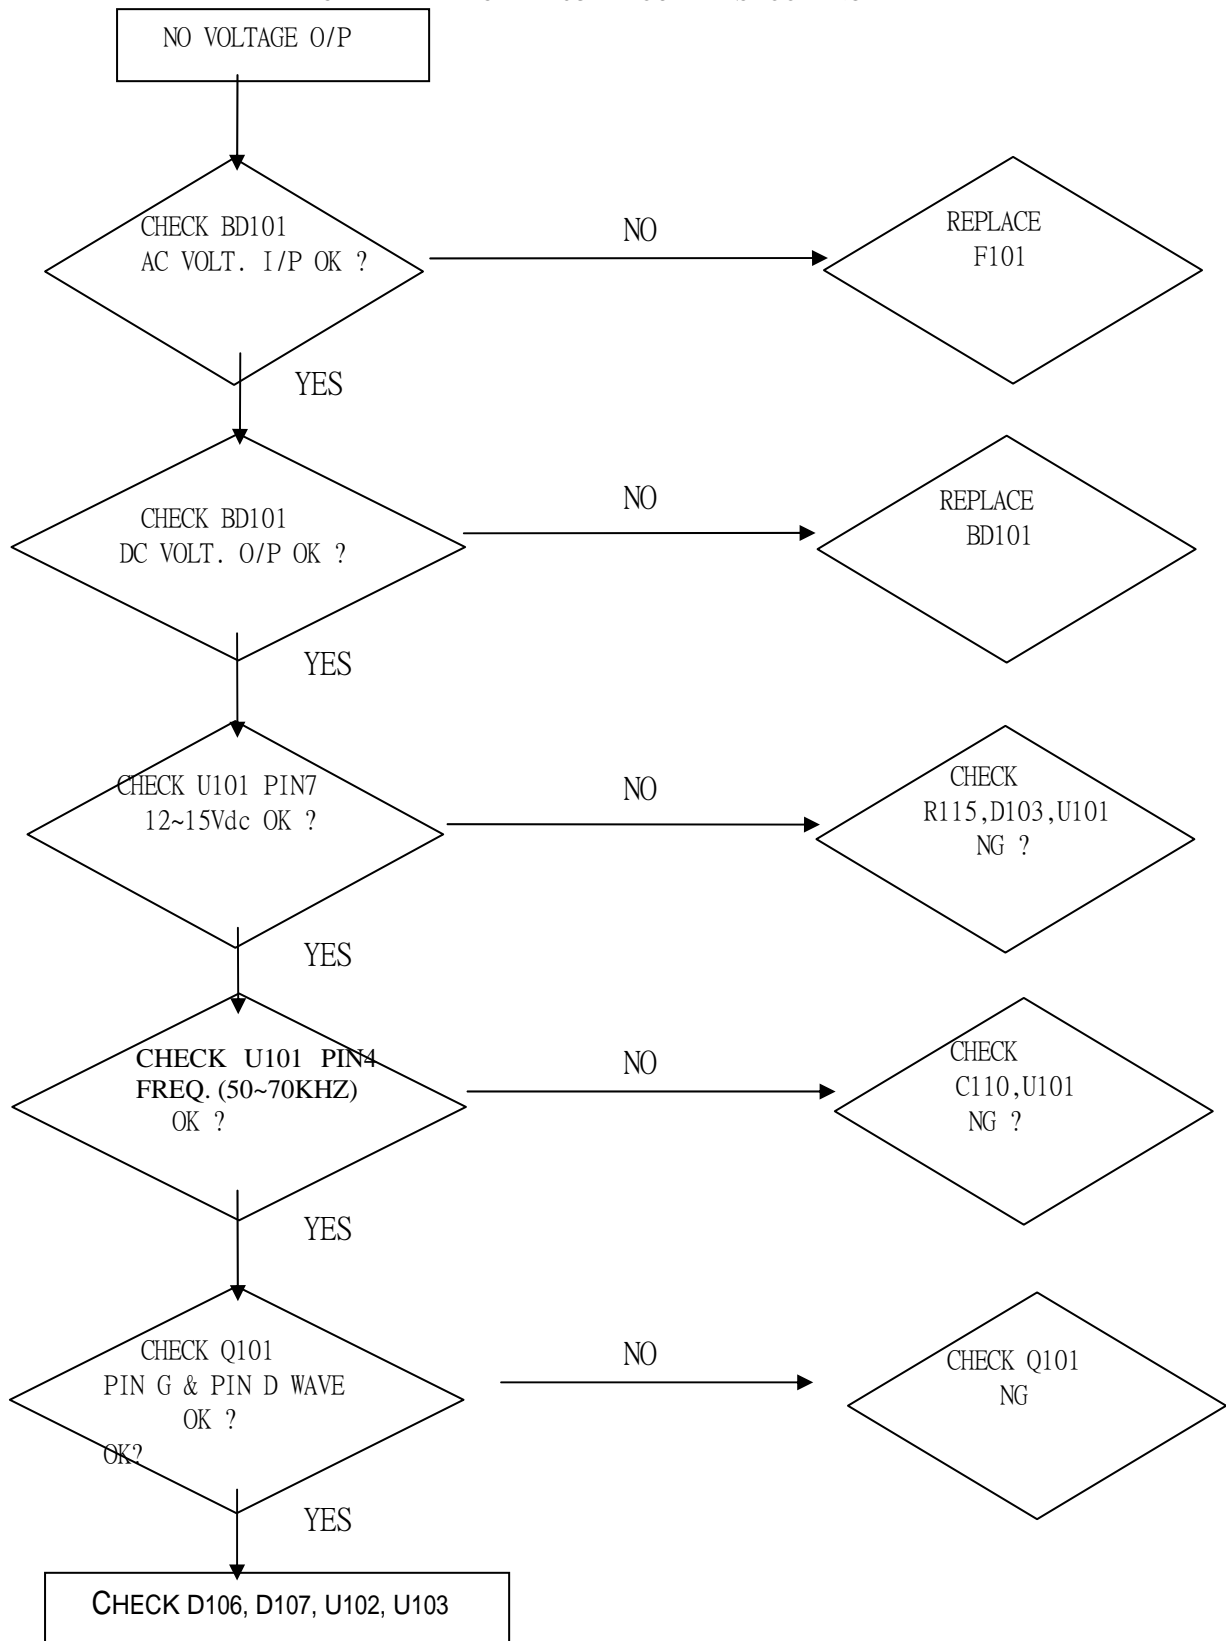 NO VOLTAGE O/P
CHECK BD101
AC VOLT. I/P OK ?
NO
REPLACE
F101
YES
CHECK BD101
DC VOLT. O/P OK ?
NO
REPLACE
BD101
YES
CHECK U101 PIN7
12~15Vdc OK ?
NO
CHECK
R115,D103,U101
NG ?
YES
CHECK U101 PIN4
FREQ. (50~70KHZ)
OK ?
NO
CHECK
C110,U101
NG ?
YES
CHECK Q101
PIN G & PIN D WAVE
OK ?
OK?
NO
CHECK Q101
NG
YES
CHECK D106, D107, U102, U103